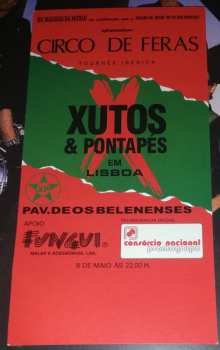 CIRCO DE FERAS
TOURNÉE IBÉRICA
XUTOS
& PONTAPÉS
EM
LISBOA
PAV. DE OS BELENENSES
APOIO
FUNGUI
MALAS E ACESSÓRIOS, LDA.
consórcio nacional
8 DE MAIO ÀS 22,00 H.